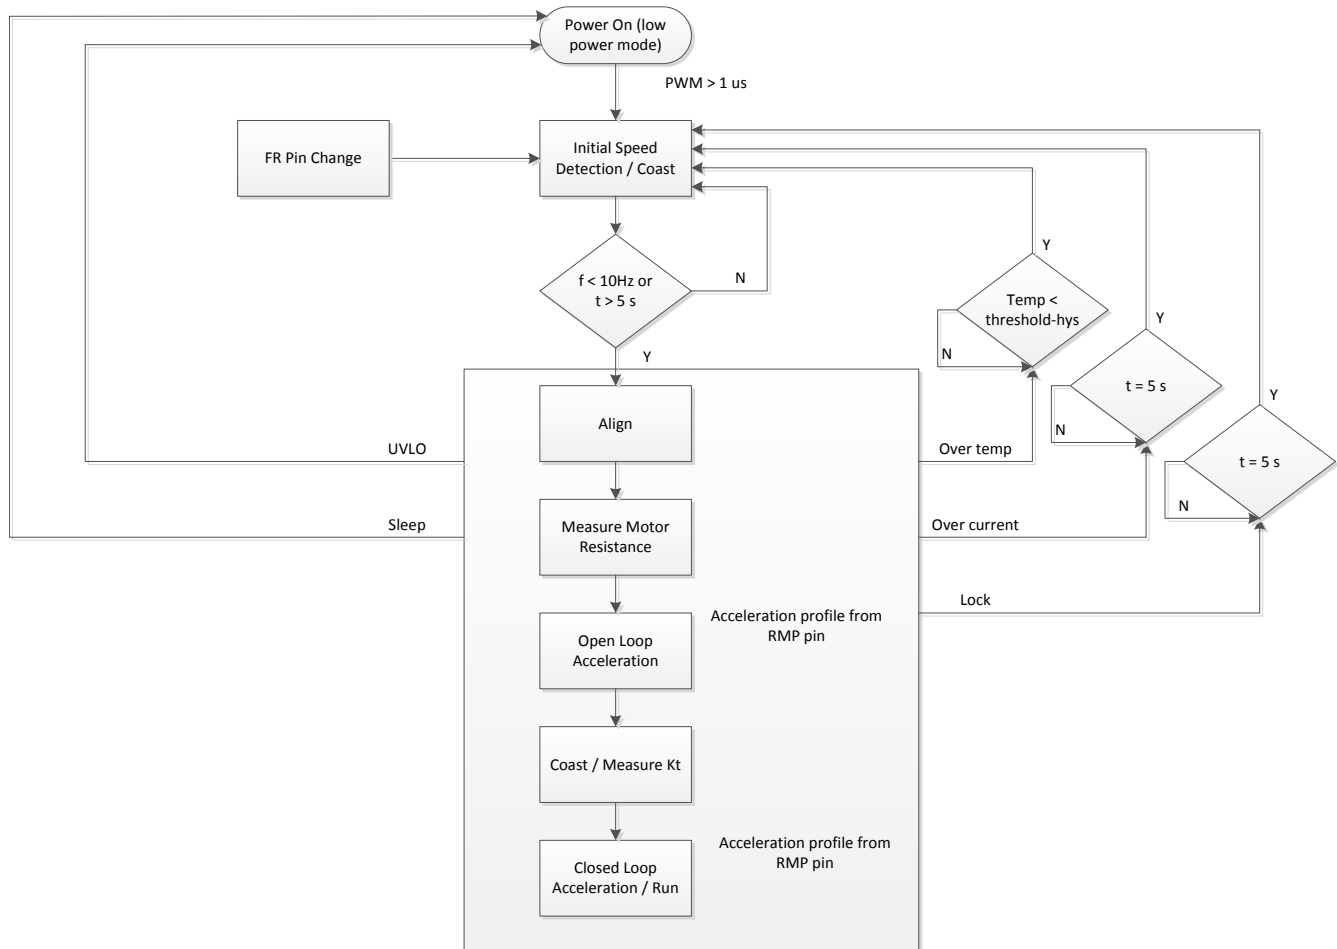 Power On (low
power mode)
PWM > 1 us
FR Pin Change
Initial Speed
Detection / Coast
f < 10Hz or
t > 5 s
N
Y
Temp <
threshold-hys
Y
N
t = 5 s
Y
N
t = 5 s
Y
N
Align
UVLO
Over temp
Measure Motor
Resistance
Sleep
Over current
Lock
Open Loop
Acceleration
Acceleration profile from
RMP pin
Coast / Measure Kt
Closed Loop
Acceleration / Run
Acceleration profile from
RMP pin